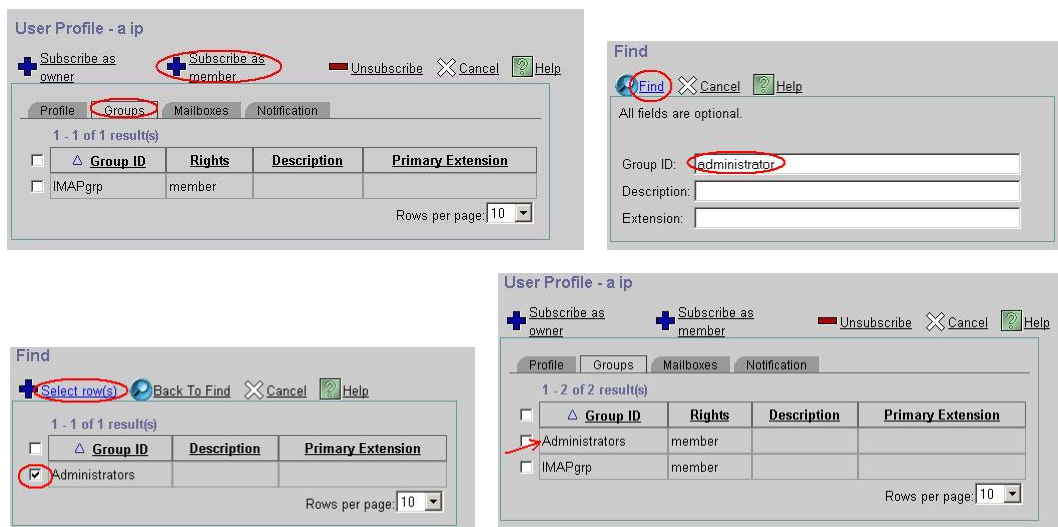 User Profile - a ip
Subscribe as owner
Subscribe as member
Unsubscribe
Cancel
Help
Profile
Groups
Mailboxes
Notification
1 - 1 of 1 result(s)
Group ID Rights Description Primary Extension
IMAPgrp member
Rows per page: 10
Find
Find
Cancel
Help
All fields are optional.
Group ID: administrator
Description:
Extension:
Find
Select row(s)
Back To Find
Cancel
Help
1 - 1 of 1 result(s)
Group ID Description Primary Extension
Administrators
Rows per page: 10
User Profile - a ip
Subscribe as owner
Subscribe as member
Unsubscribe
Cancel
Help
Profile
Groups
Mailboxes
Notification
1 - 2 of 2 result(s)
Group ID Rights Description Primary Extension
Administrators member
IMAPgrp member
Rows per page: 10